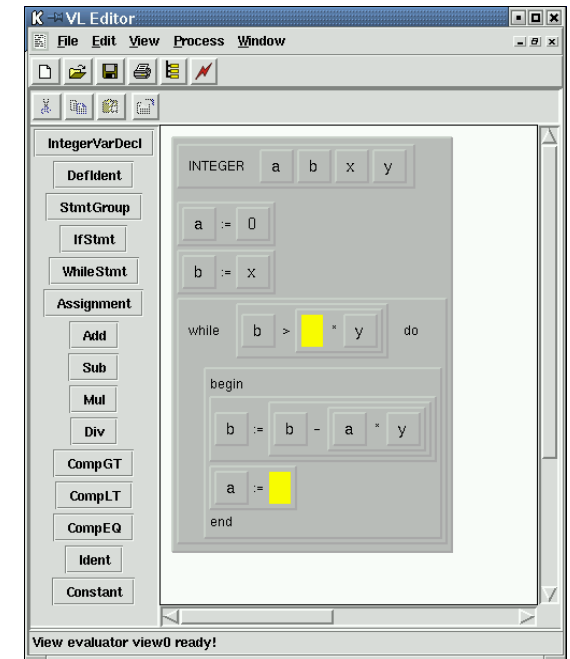 K VL Editor
File Edit View Process Window
IntegerVarDecl
DefIdent
StmtGroup
IfStmt
WhileStmt
Assignment
Add
Sub
Mul
Div
CompGT
CompLT
CompEQ
Ident
Constant
INTEGER a b x y
a := 0
b := x
while b > * y do
begin
b := b - a * y
a :=
end
View evaluator view0 ready!